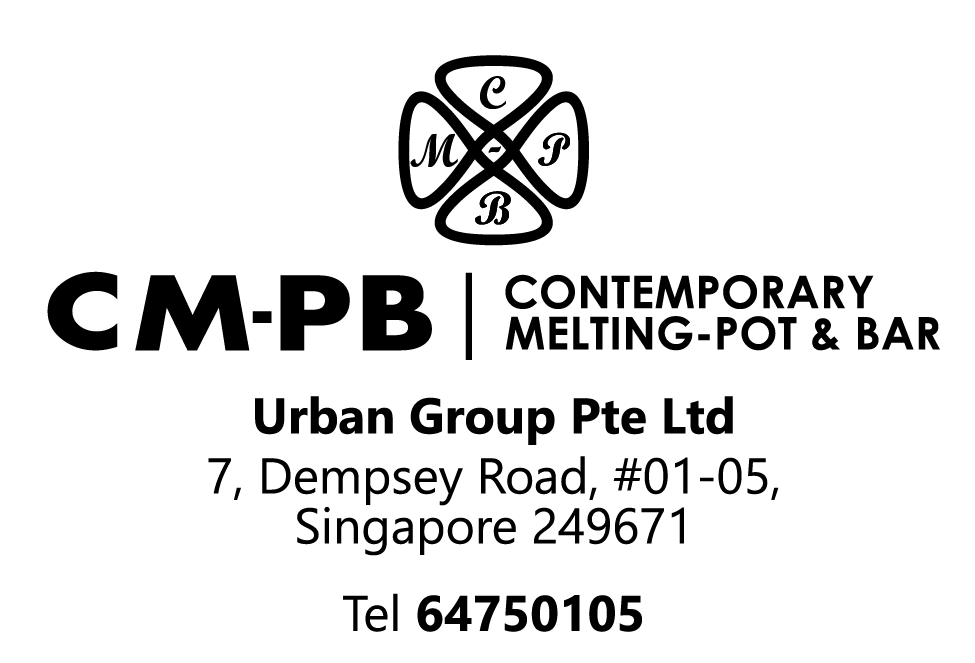 C
M - P
B
CM-PB | CONTEMPORARY
MELTING-POT & BAR
Urban Group Pte Ltd
7, Dempsey Road, #01-05,
Singapore 249671
Tel 64750105